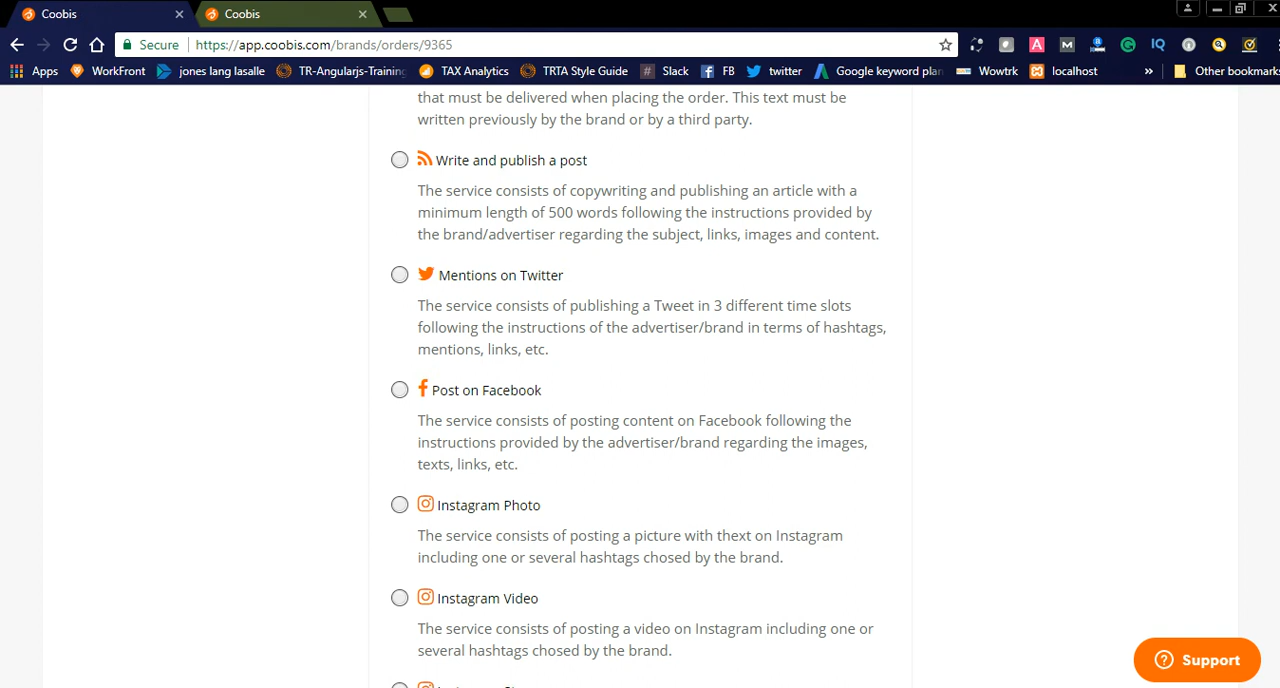 Coobis
Coobis
Secure
https://app.coobis.com/brands/orders/9365
Apps
WorkFront
jones lang lasalle
TR-Angularjs-Training
TAX Analytics
TRTA Style Guide
Slack
FB
twitter
Google keyword plan
Wowtrk
localhost
»
Other bookmarks
that must be delivered when placing the order. This text must be
written previously by the brand or by a third party.
Write and publish a post
The service consists of copywriting and publishing an article with a
minimum length of 500 words following the instructions provided by
the brand/advertiser regarding the subject, links, images and content.
Mentions on Twitter
The service consists of publishing a Tweet in 3 different time slots
following the instructions of the advertiser/brand in terms of hashtags,
mentions, links, etc.
Post on Facebook
The service consists of posting content on Facebook following the
instructions provided by the advertiser/brand regarding the images,
texts, links, etc.
Instagram Photo
The service consists of posting a picture with thext on Instagram
including one or several hashtags chosed by the brand.
Instagram Video
The service consists of posting a video on Instagram including one or
several hashtags chosed by the brand.
Support